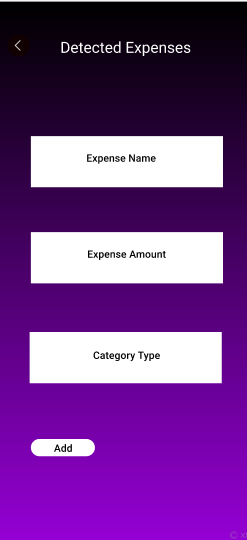 Detected Expenses
Expense Name
Expense Amount
Category Type
Add